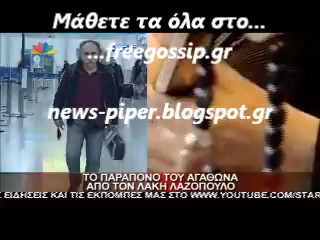 Μάθετε τα όλα στο...
...freegossip.gr
news-piper.blogspot.gr
ΤΟ ΠΑΡΑΠΟΝΟ ΤΟΥ ΑΓΑΘΩΝΑ
ΑΠΟ ΤΟΝ ΛΑΚΗ ΛΑΖΟΠΟΥΛΟ
Σ ΕΙΔΗΣΕΙΣ ΚΑΙ ΤΙΣ ΕΚΠΟΜΠΕΣ ΜΑΣ ΣΤΟ WWW.YOUTUBE.COM/STAR